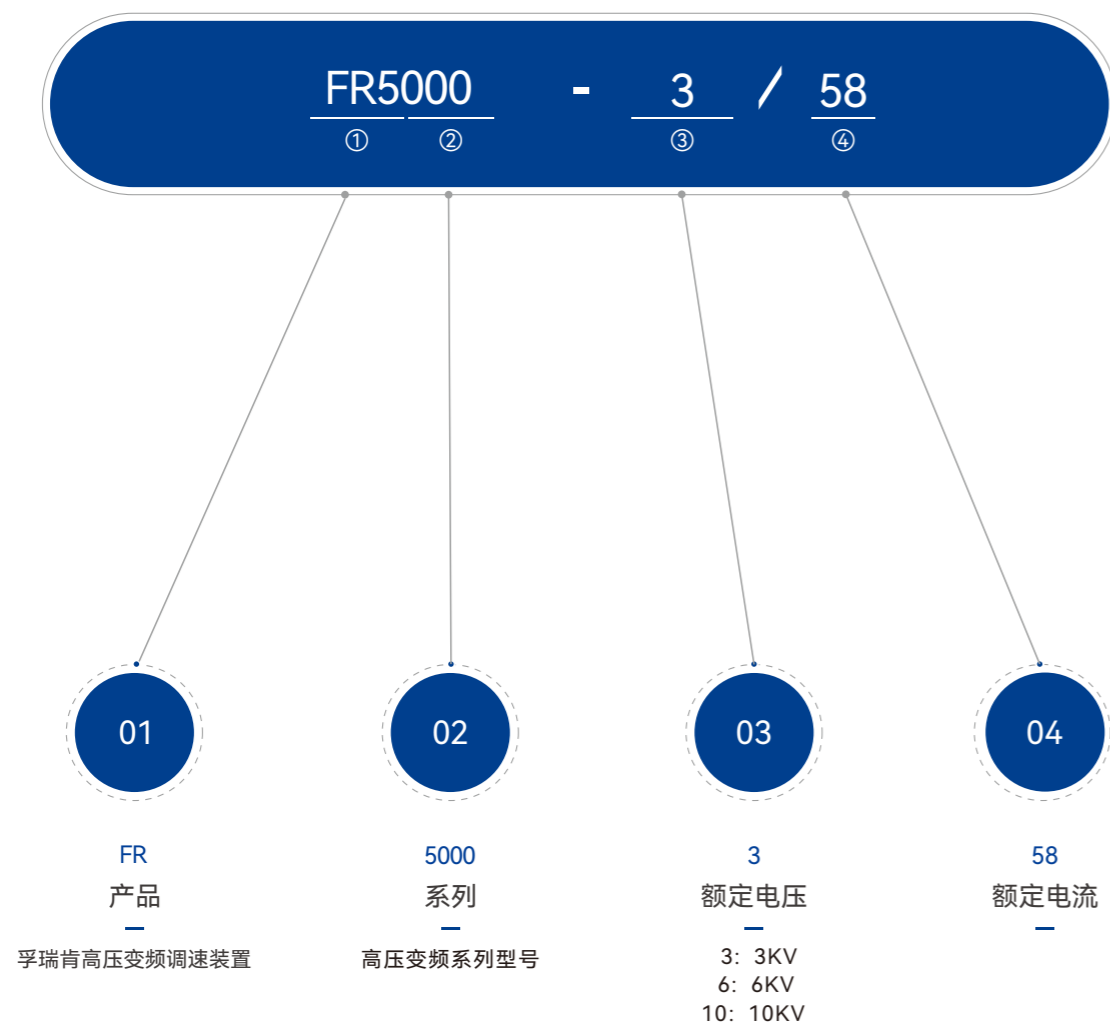 FR5000 - 3 / 58
① ② ③ ④
01 02 03 04
FR
产品
孚瑞肯高压变频调速装置
5000
系列
高压变频系列型号
3
额定电压
3: 3KV
6: 6KV
10: 10KV
58
额定电流